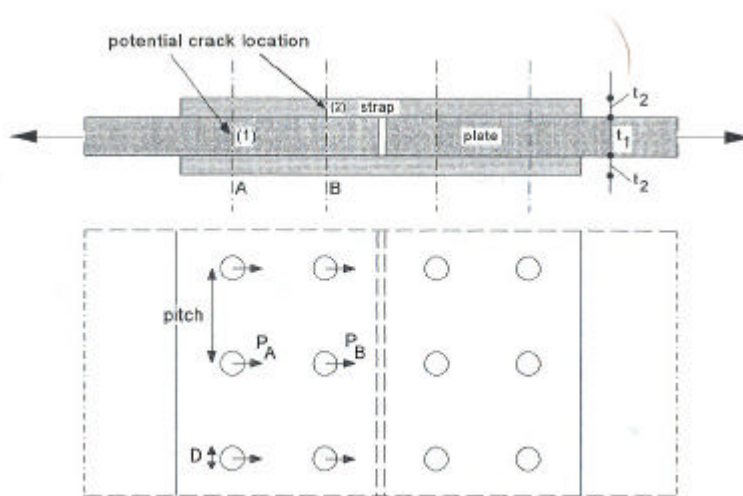 potential crack location
(2) strap
(1)
plate
t2
t1
t2
A
B
pitch
PA
PB
D